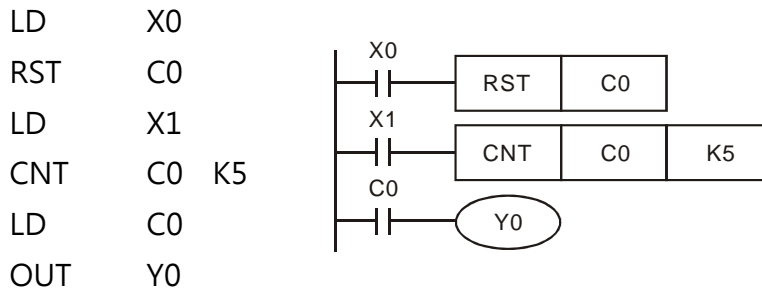 LD X0
RST C0
LD X1
CNT C0 K5
LD C0
OUT Y0
X0
RST C0
X1
CNT C0 K5
C0
Y0